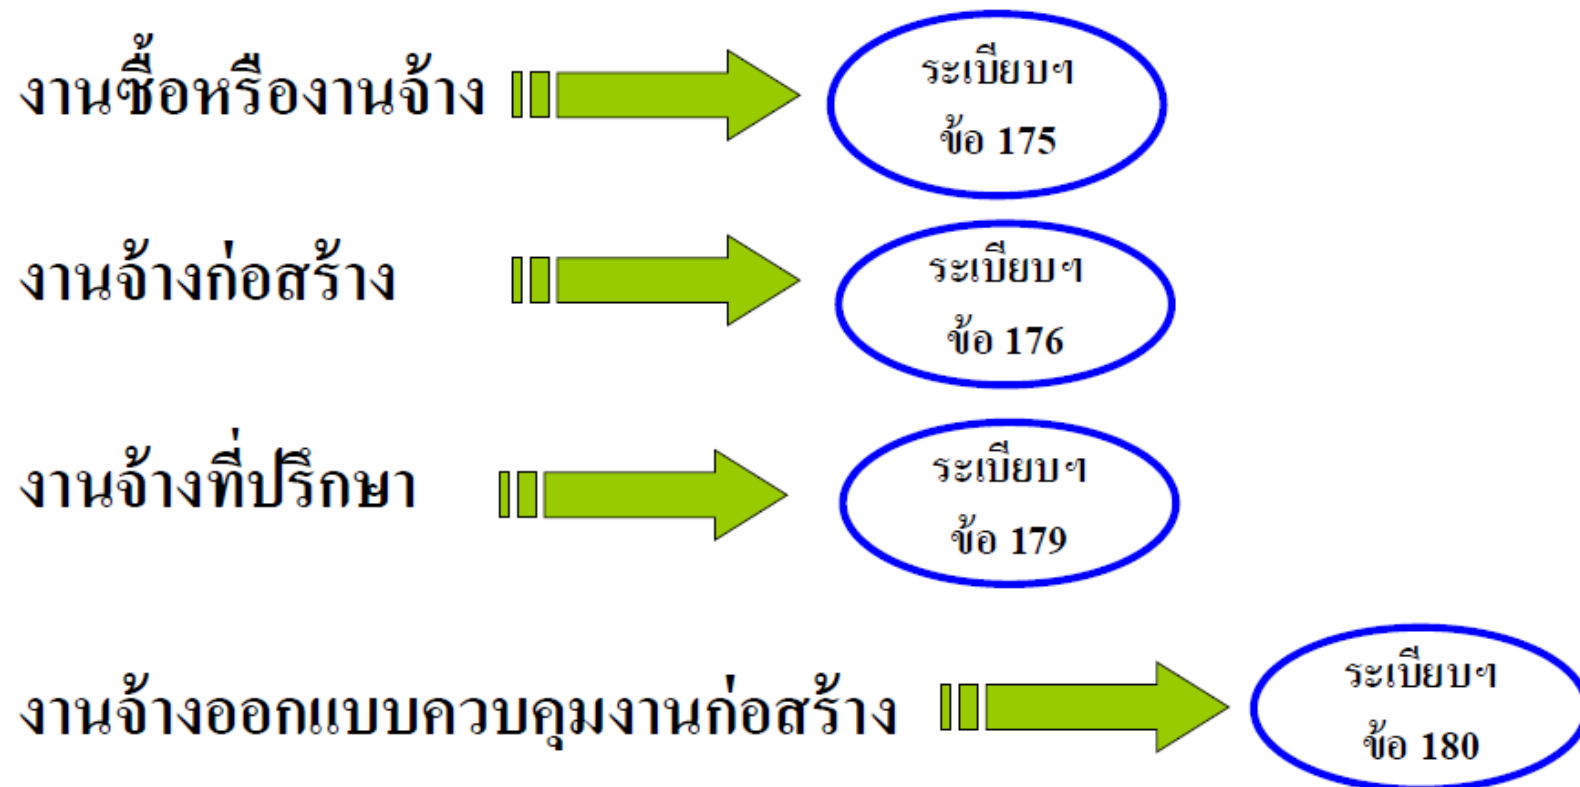 งานซื้อหรืองานจ้าง
ระเบียบฯ
ข้อ 175
งานจ้างก่อสร้าง
ระเบียบฯ
ข้อ 176
งานจ้างที่ปรึกษา
ระเบียบฯ
ข้อ 179
งานจ้างออกแบบควบคุมงานก่อสร้าง
ระเบียบฯ
ข้อ 180